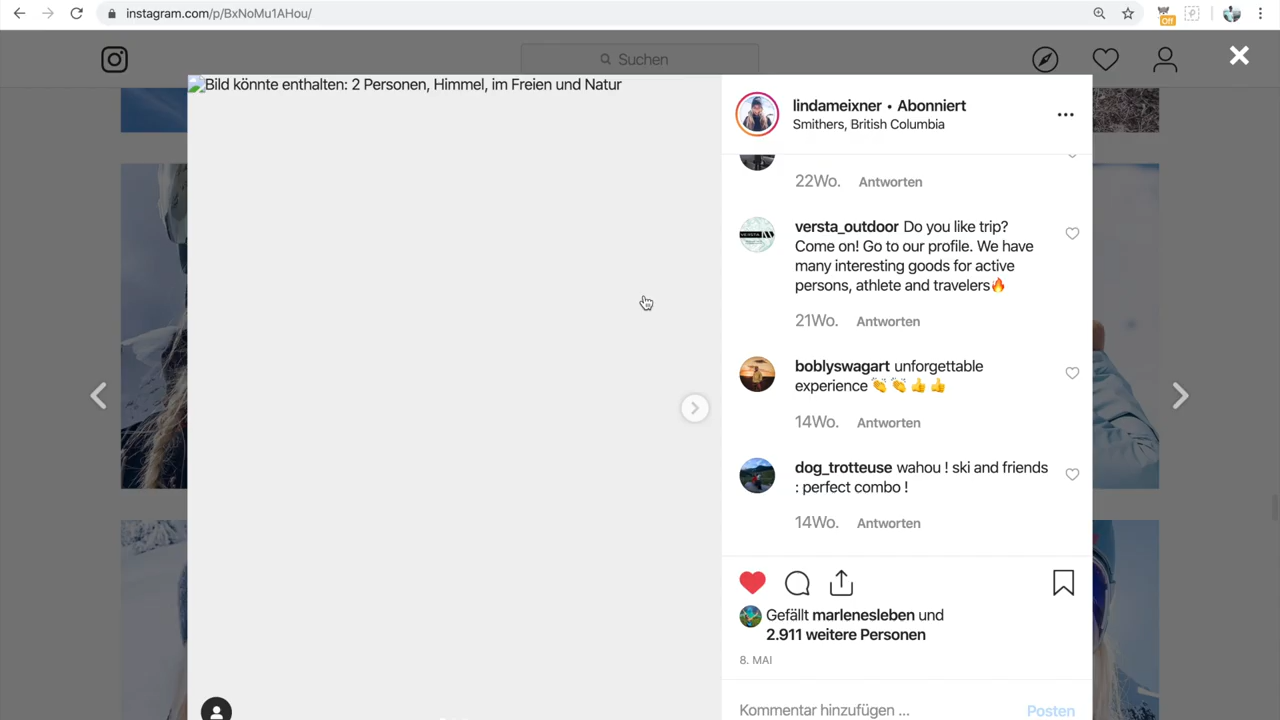 instagram.com/p/BxNoMu1AHou/
Off
Suchen
Bild könnte enthalten: 2 Personen, Himmel, im Freien und Natur
lindameixner • Abonniert
Smithers, British Columbia
22Wo. Antworten
versta_outdoor Do you like trip?
Come on! Go to our profile. We have
many interesting goods for active
persons, athlete and travelers🔥
21Wo. Antworten
boblyswagart unforgettable
experience 👏 👏 👍 👍
14Wo. Antworten
dog_trotteuse wahou ! ski and friends
: perfect combo !
14Wo. Antworten
Gefällt marlenesleben und
2.911 weitere Personen
8. MAI
Kommentar hinzufügen ...
Posten